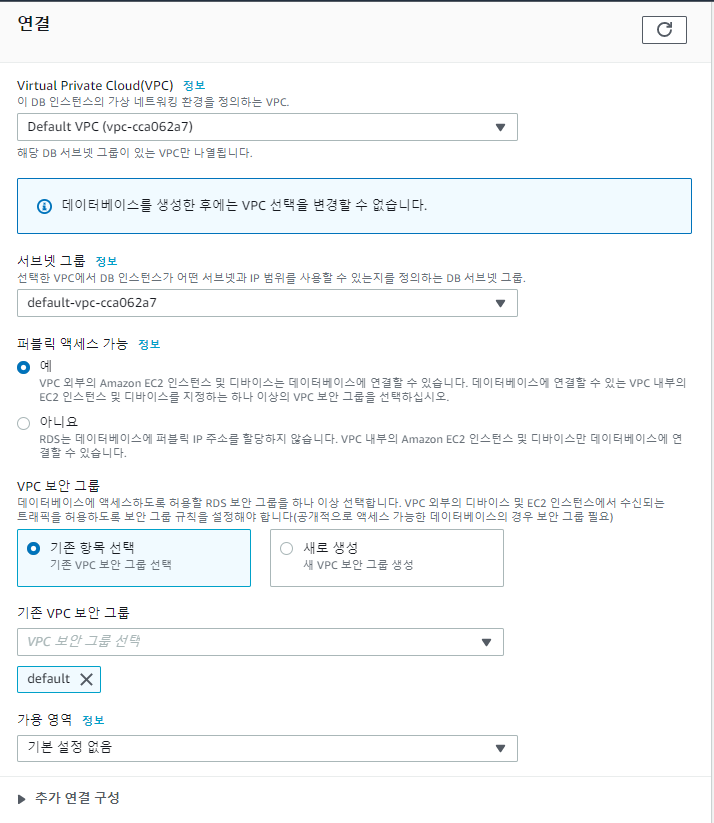 연결
Virtual Private Cloud(VPC) 정보
이 DB 인스턴스의 가상 네트워킹 환경을 정의하는 VPC.
Default VPC (vpc-cca062a7)
해당 DB 서브넷 그룹이 있는 VPC만 나열됩니다.
데이터베이스를 생성한 후에는 VPC 선택을 변경할 수 없습니다.
서브넷 그룹 정보
선택한 VPC에서 DB 인스턴스가 어떤 서브넷과 IP 범위를 사용할 수 있는지를 정의하는 DB 서브넷 그룹.
default-vpc-cca062a7
퍼블릭 액세스 가능 정보
예
VPC 외부의 Amazon EC2 인스턴스 및 디바이스는 데이터베이스에 연결할 수 있습니다. 데이터베이스에 연결할 수 있는 VPC 내부의
EC2 인스턴스 및 디바이스를 지정하는 하나 이상의 VPC 보안 그룹을 선택하십시오.
아니요
RDS는 데이터베이스에 퍼블릭 IP 주소를 할당하지 않습니다. VPC 내부의 Amazon EC2 인스턴스 및 디바이스만 데이터베이스에 연
결할 수 있습니다.
VPC 보안 그룹
데이터베이스에 액세스하도록 허용할 RDS 보안 그룹을 하나 이상 선택합니다. VPC 외부의 디바이스 및 EC2 인스턴스에서 수신되는
트래픽을 허용하도록 보안 그룹 규칙을 설정해야 합니다(공개적으로 액세스 가능한 데이터베이스의 경우 보안 그룹 필요)
기존 항목 선택
기존 VPC 보안 그룹 선택
새로 생성
새 VPC 보안 그룹 생성
기존 VPC 보안 그룹
VPC 보안 그룹 선택
default
가용 영역 정보
기본 설정 없음
추가 연결 구성